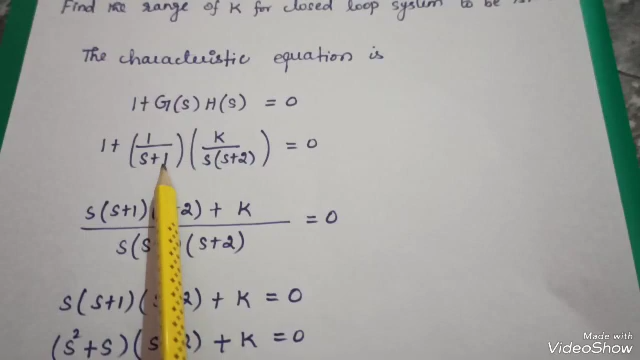 Find the range of K for closed loop system to be
The characteristic equation is
1 + G(s) H(s) = 0
1 + (1/(s+1)) (K/(s(s+2))) = 0
(s(s+1)( +2) + K)/(s(s )(s+2)) = 0
s(s+1)(s 2) + K = 0
(s²+s)(s 2) + K = 0
Made with
VideoShow